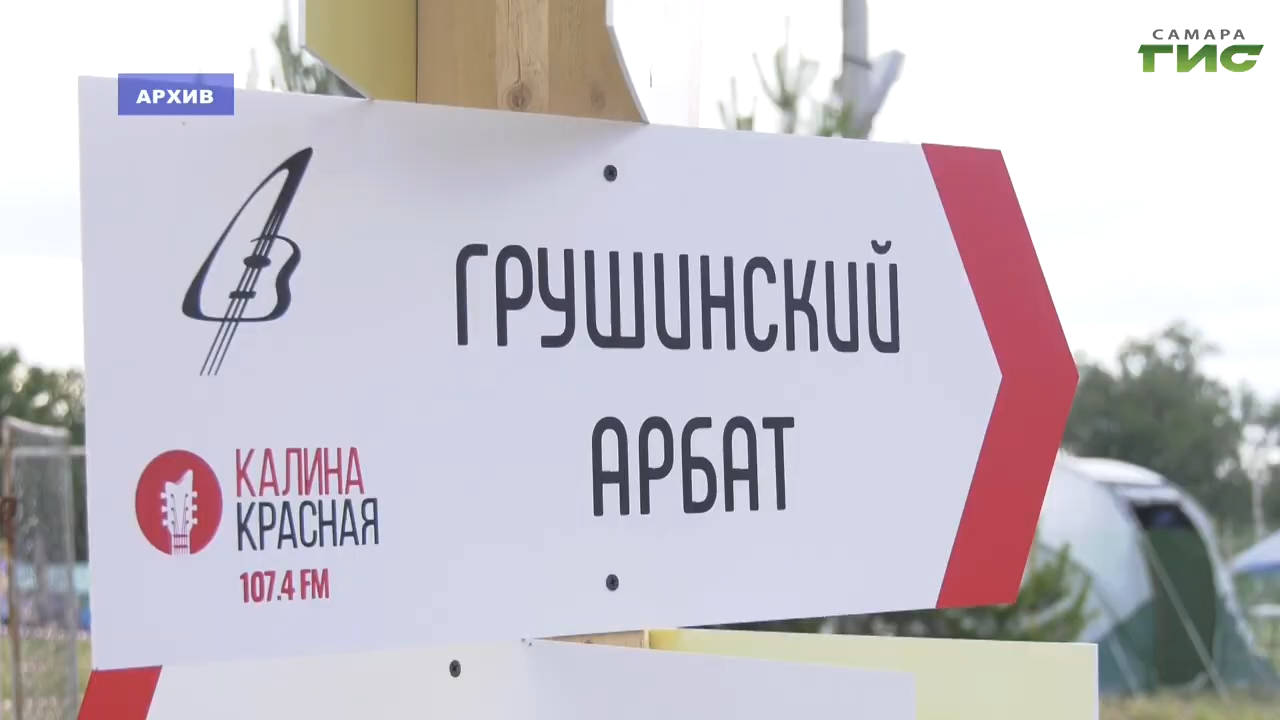 САМАРА
ГИС
АРХИВ
ГРУШИНСКИЙ
АРБАТ
КАЛИНА
КРАСНАЯ
107.4 FM